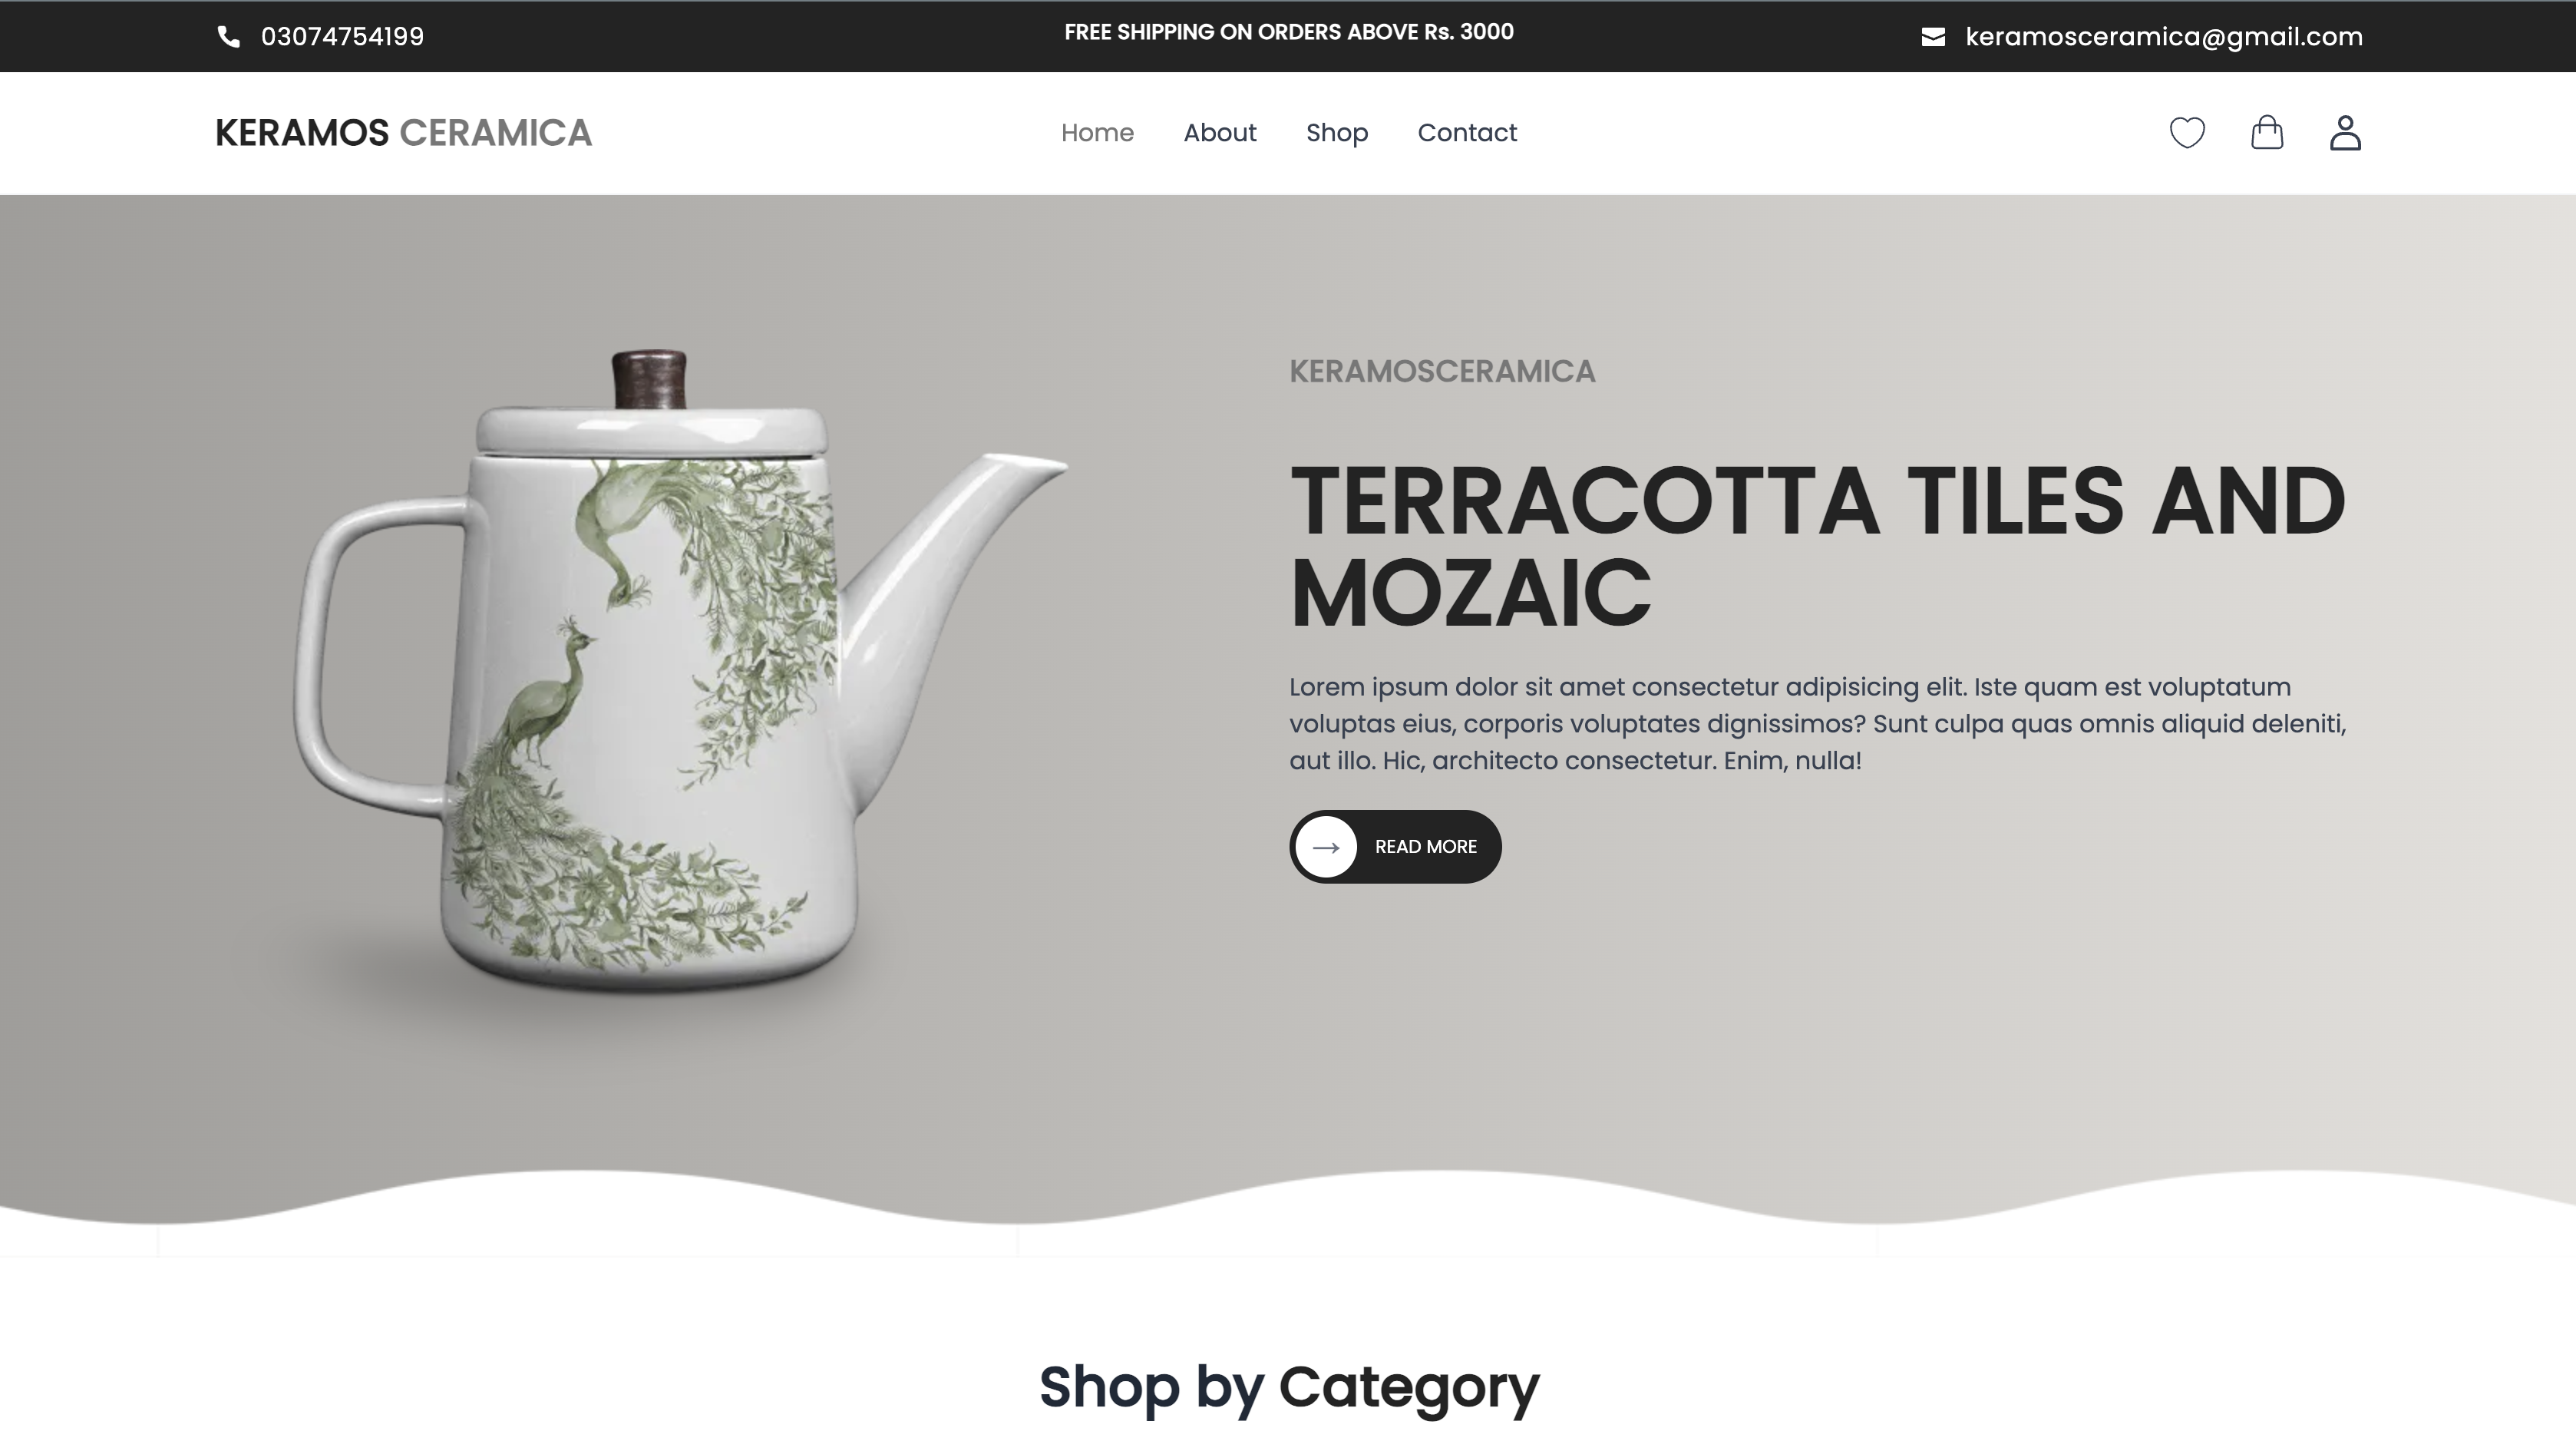 03074754199
FREE SHIPPING ON ORDERS ABOVE Rs. 3000
keramosceramica@gmail.com
KERAMOS CERAMICA
Home
About
Shop
Contact
KERAMOSCERAMICA
TERRACOTTA TILES AND
MOZAIC
Lorem ipsum dolor sit amet consectetur adipisicing elit. Iste quam est voluptatum
voluptas eius, corporis voluptates dignissimos? Sunt culpa quas omnis aliquid deleniti,
aut illo. Hic, architecto consectetur. Enim, nulla!
READ MORE
Shop by Category